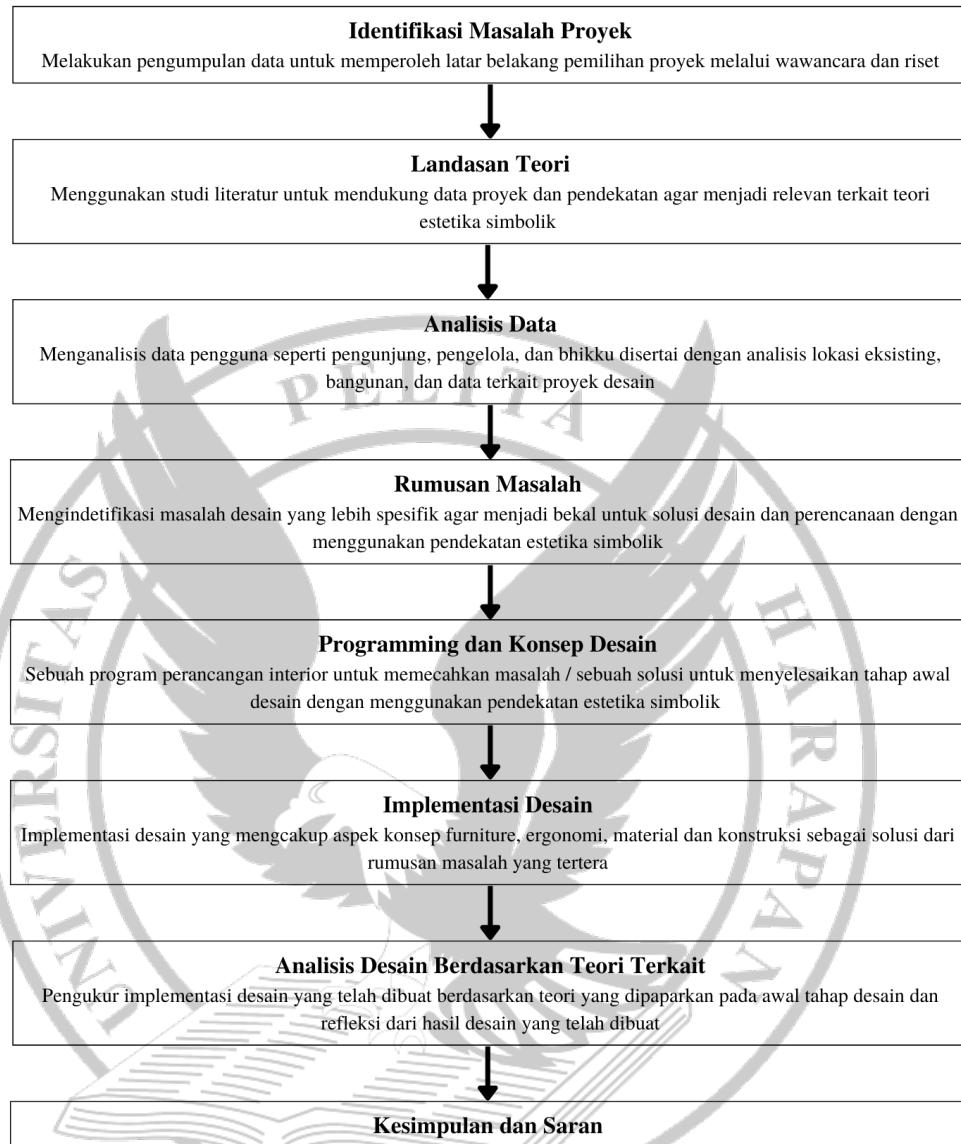 Identifikasi Masalah Proyek
Melakukan pengumpulan data untuk memperoleh latar belakang pemilihan proyek melalui wawancara dan riset
Landasan Teori
Menggunakan studi literatur untuk mendukung data proyek dan pendekatan agar menjadi relevan terkait teori
estetika simbolik
Analisis Data
Menganalisis data pengguna seperti pengunjung, pengelola, dan bhikku disertai dengan analisis lokasi eksisting,
bangunan, dan data terkait proyek desain
Rumusan Masalah
Mengindetifikasi masalah desain yang lebih spesifik agar menjadi bekal untuk solusi desain dan perencanaan dengan
menggunakan pendekatan estetika simbolik
Programming dan Konsep Desain
Sebuah program perancangan interior untuk memecahkan masalah / sebuah solusi untuk menyelesaikan tahap awal
desain dengan menggunakan pendekatan estetika simbolik
Implementasi Desain
Implementasi desain yang mengcakup aspek konsep furniture, ergonomi, material dan konstruksi sebagai solusi dari
rumusan masalah yang tertera
Analisis Desain Berdasarkan Teori Terkait
Pengukur implementasi desain yang telah dibuat berdasarkan teori yang dipaparkan pada awal tahap desain dan
refleksi dari hasil desain yang telah dibuat
Kesimpulan dan Saran
UNIVERSITAS PELITA HARAPAN